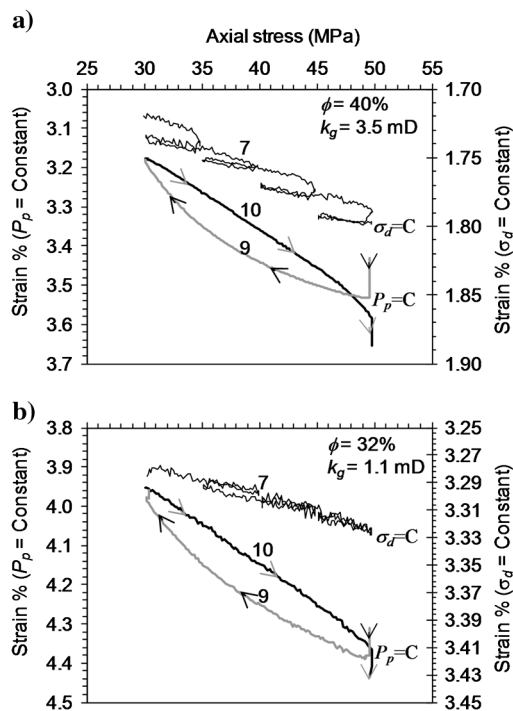 a)
Axial stress (MPa)
25 30 35 40 45 50 55
3.0
3.1
3.2
3.3
3.4
3.5
3.6
3.7
Strain % (Pp = Constant)
1.70
1.75
1.80
1.85
1.90
Strain % (σd = Constant)
ϕ = 40%
kg = 3.5 mD
7
10
9
σd=C
Pp=C
b)
3.8
3.9
4.0
4.1
4.2
4.3
4.4
4.5
Strain % (Pp = Constant)
3.25
3.27
3.29
3.31
3.33
3.35
3.37
3.39
3.41
3.43
3.45
Strain % (σd = Constant)
ϕ = 32%
kg = 1.1 mD
7
10
9
σd=C
Pp=C